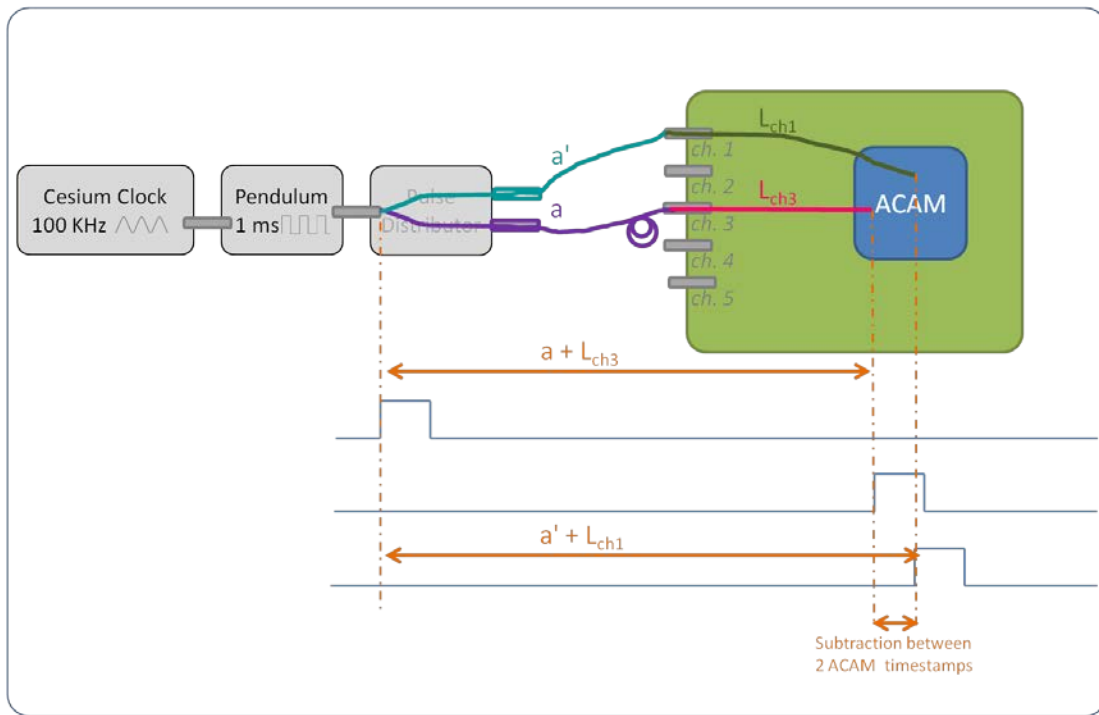 Cesium Clock
100 KHz
Pendulum
1 ms
Pulse
Distributor
a'
a
Lch1
ch. 1
ch. 2
Lch3
ch. 3
ch. 4
ch. 5
ACAM
a + Lch3
a' + Lch1
Subtraction between
2 ACAM timestamps